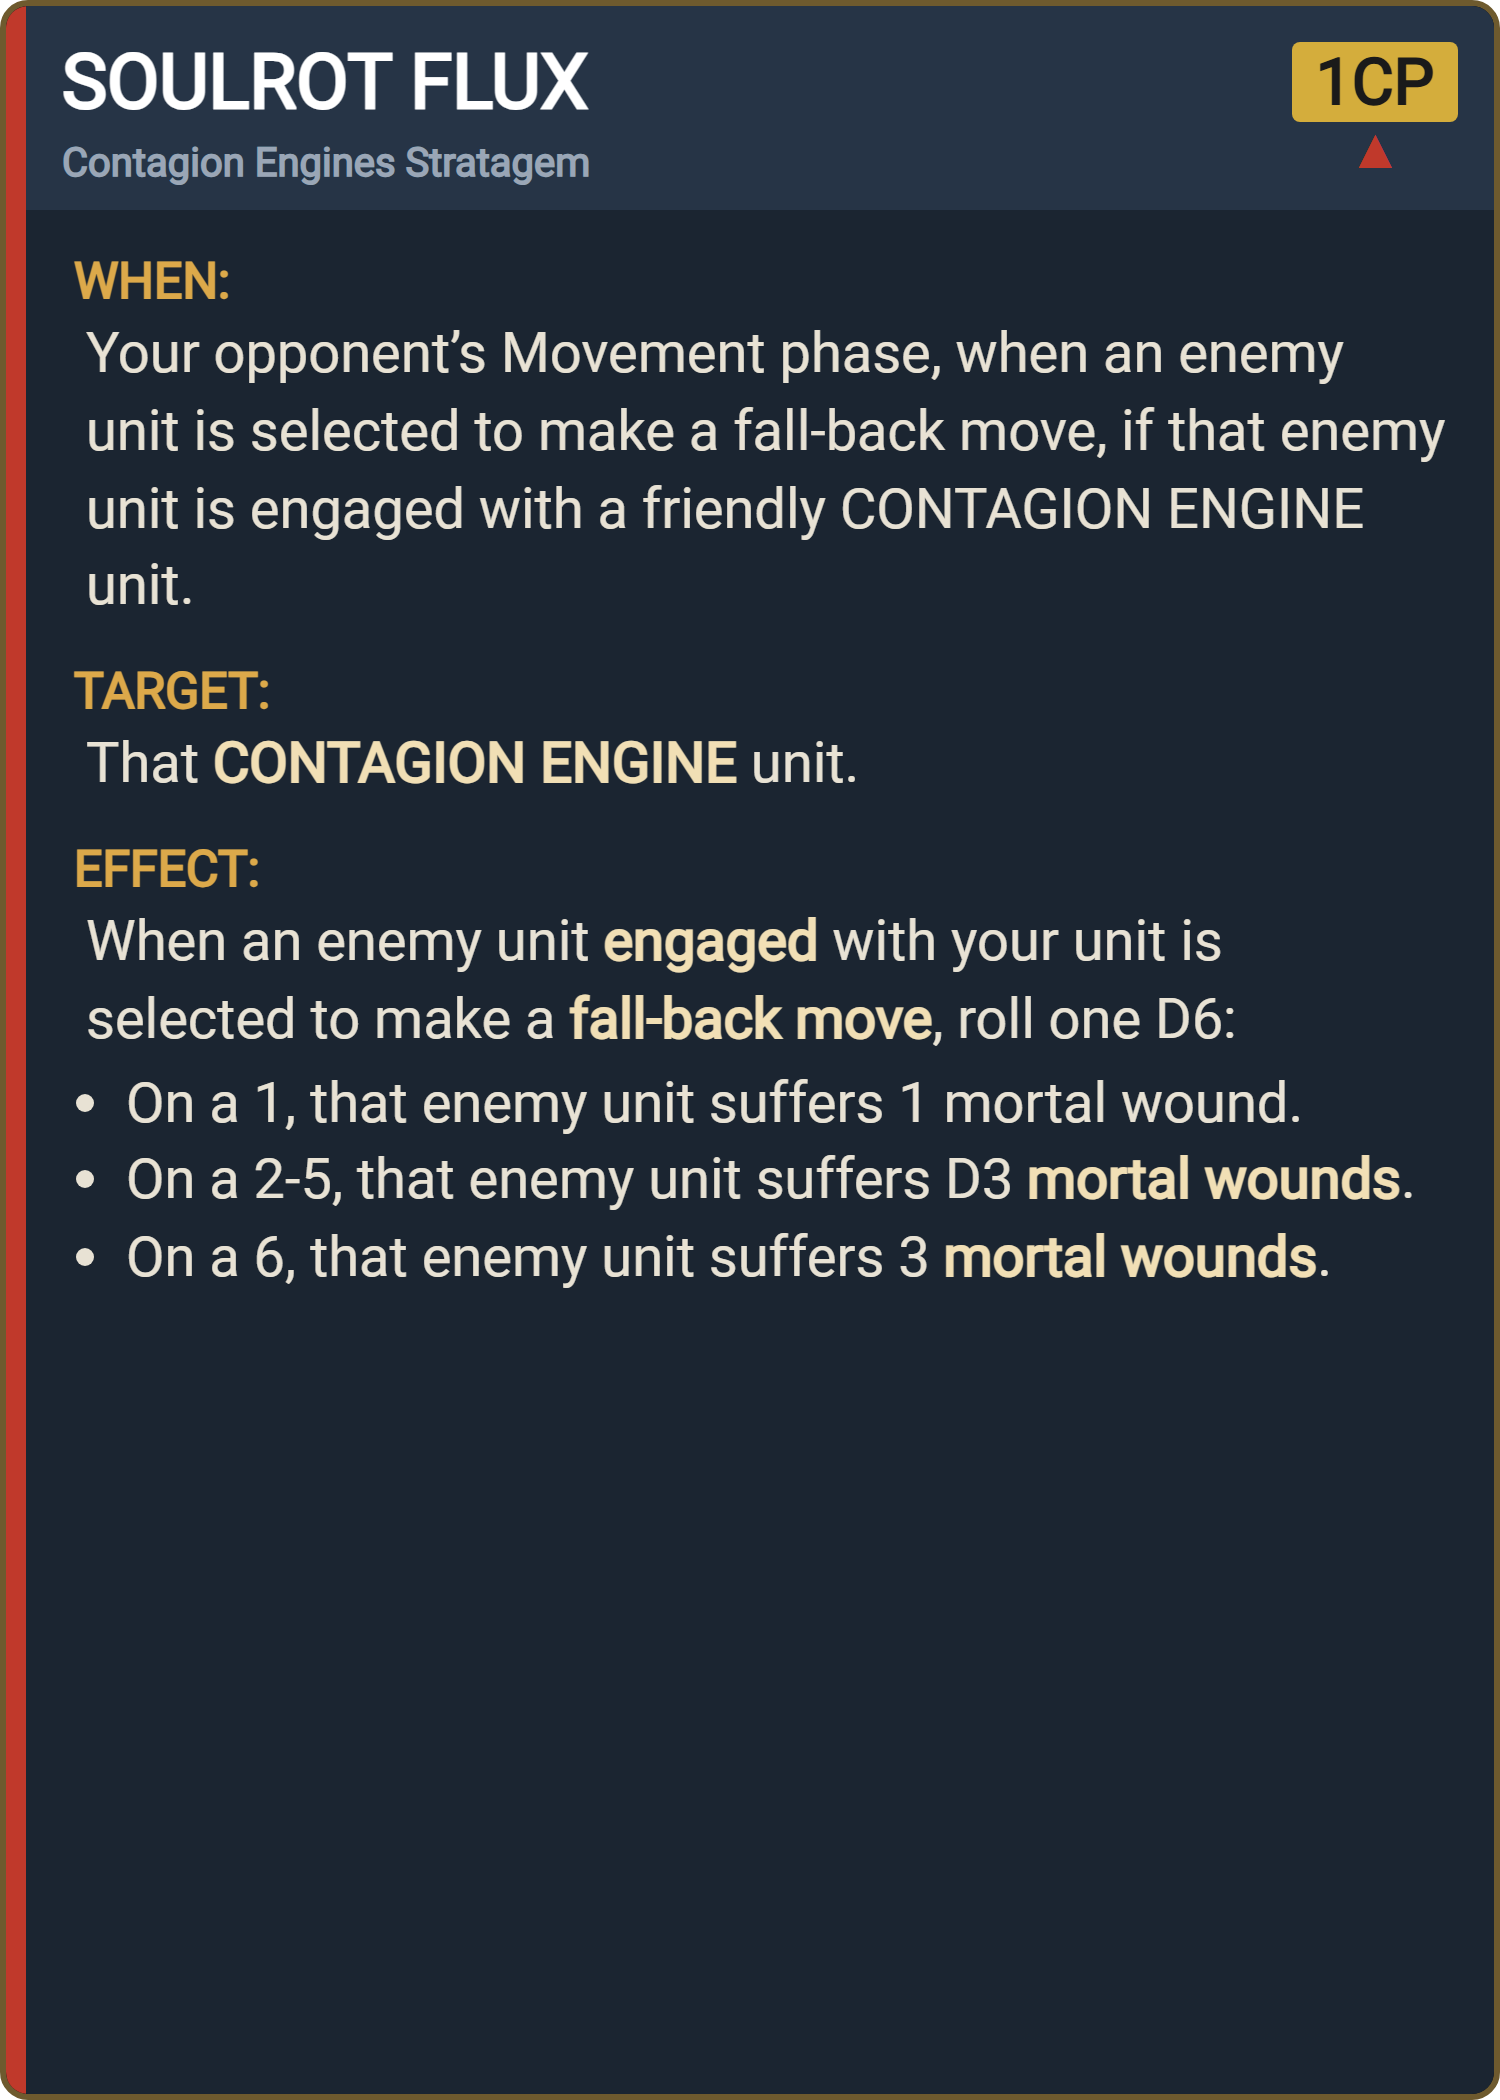 SOULROT FLUX
1CP
Contagion Engines Stratagem
WHEN:
Your opponent’s Movement phase, when an enemy
unit is selected to make a fall-back move, if that enemy
unit is engaged with a friendly CONTAGION ENGINE
unit.
TARGET:
That CONTAGION ENGINE unit.
EFFECT:
When an enemy unit engaged with your unit is
selected to make a fall-back move, roll one D6:
• On a 1, that enemy unit suffers 1 mortal wound.
• On a 2-5, that enemy unit suffers D3 mortal wounds.
• On a 6, that enemy unit suffers 3 mortal wounds.